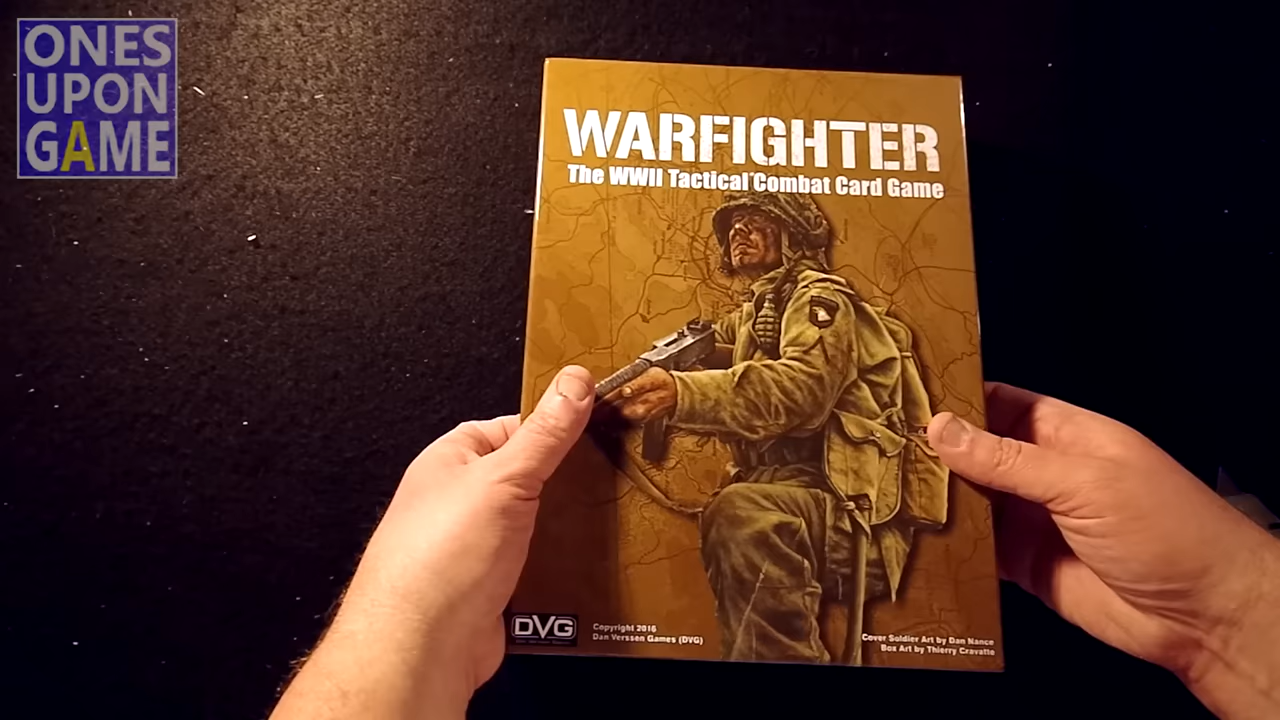 ONES
UPON
GAME
WARFIGHTER
The WWII Tactical Combat Card Game
DVG
Copyright 2016
Dan Verssen Games (DVG)
Cover Soldier Art by Dan Nance
Box Art by Thierry Cravatte